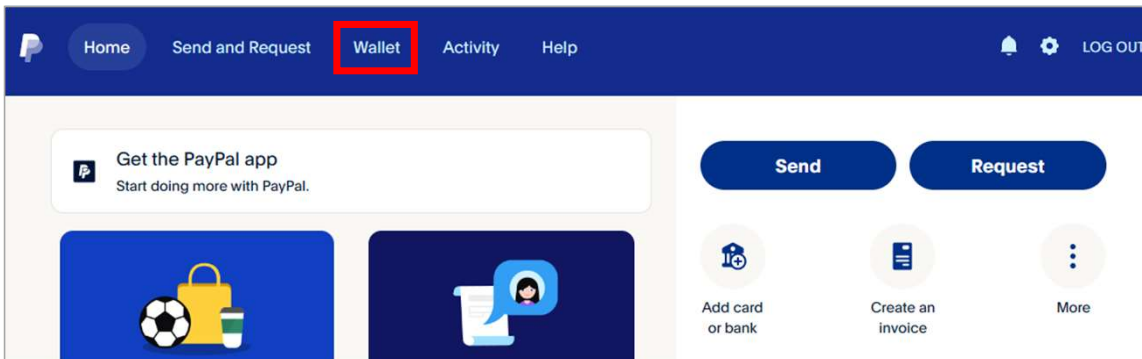 Home
Send and Request
Wallet
Activity
Help
LOG OUT
Get the PayPal app
Start doing more with PayPal.
Send
Request
Add card
or bank
Create an
invoice
More